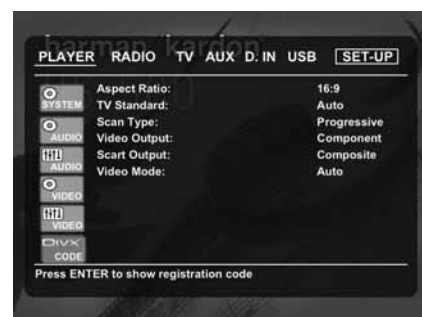 harman kardon
PLAYER RADIO TV AUX D. IN USB SET-UP
SYSTEM
AUDIO
AUDIO
VIDEO
VIDEO
DIVX
CODE
Aspect Ratio: 16:9
TV Standard: Auto
Scan Type: Progressive
Video Output: Component
Scart Output: Composite
Video Mode: Auto
Press ENTER to show registration code